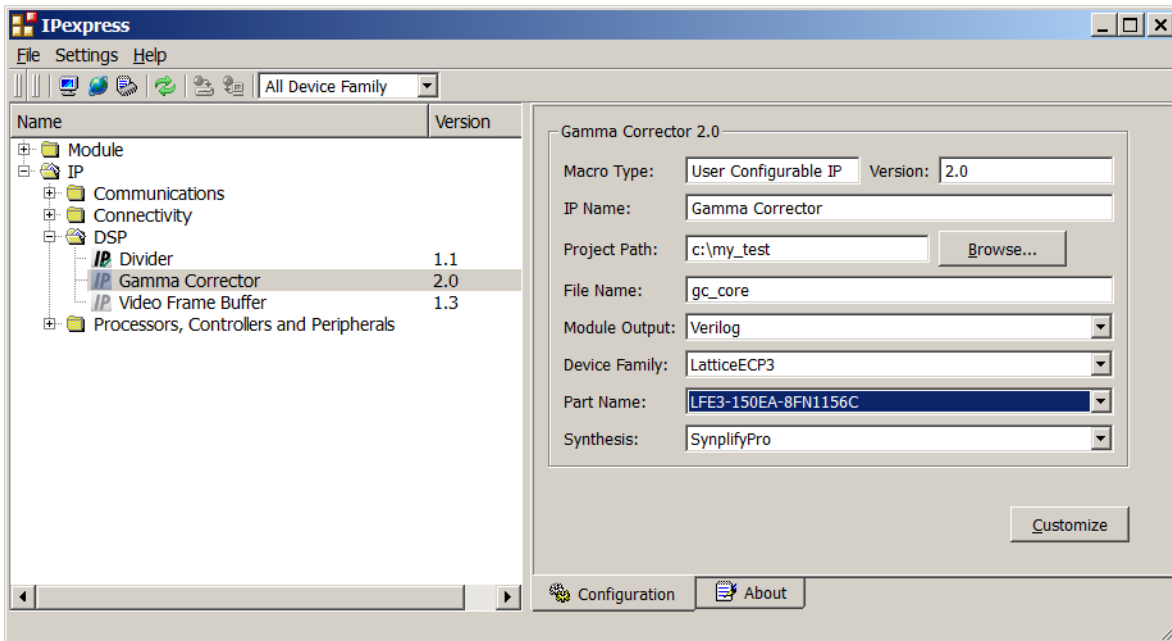 IPexpress
File Settings Help
All Device Family
Name Version
Module
IP
Communications
Connectivity
DSP
IP Divider 1.1
IP Gamma Corrector 2.0
IP Video Frame Buffer 1.3
Processors, Controllers and Peripherals
Gamma Corrector 2.0
Macro Type: User Configurable IP Version: 2.0
IP Name: Gamma Corrector
Project Path: c:\my_test Browse...
File Name: gc_core
Module Output: Verilog
Device Family: LatticeECP3
Part Name: LFE3-150EA-8FN1156C
Synthesis: SynplifyPro
Customize
Configuration About